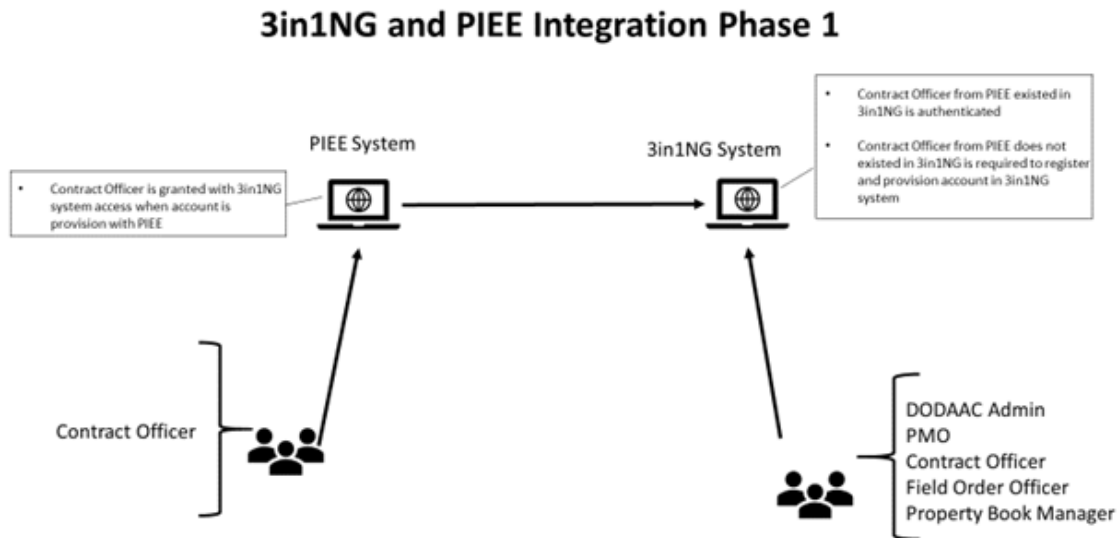 3in1NG and PIEE Integration Phase 1
• Contract Officer from PIEE existed in
3in1NG is authenticated
• Contract Officer from PIEE does not
existed in 3in1NG is required to register
and provision account in 3in1NG
system
PIEE System
3in1NG System
• Contract Officer is granted with 3in1NG
system access when account is
provision with PIEE
Contract Officer
DODAAC Admin
PMO
Contract Officer
Field Order Officer
Property Book Manager